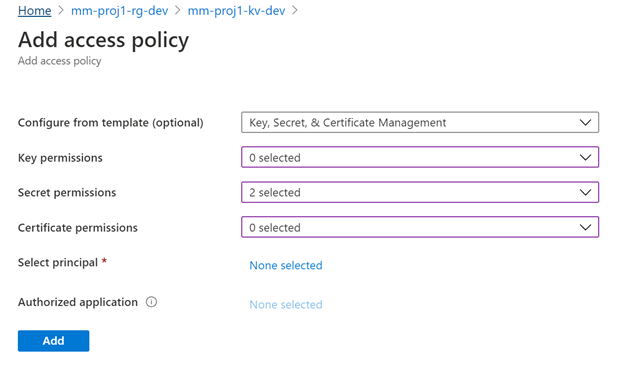 Home > mm-proj1-rg-dev > mm-proj1-kv-dev >
Add access policy
Add access policy
Configure from template (optional) Key, Secret, & Certificate Management
Key permissions 0 selected
Secret permissions 2 selected
Certificate permissions 0 selected
Select principal * None selected
Authorized application None selected
Add